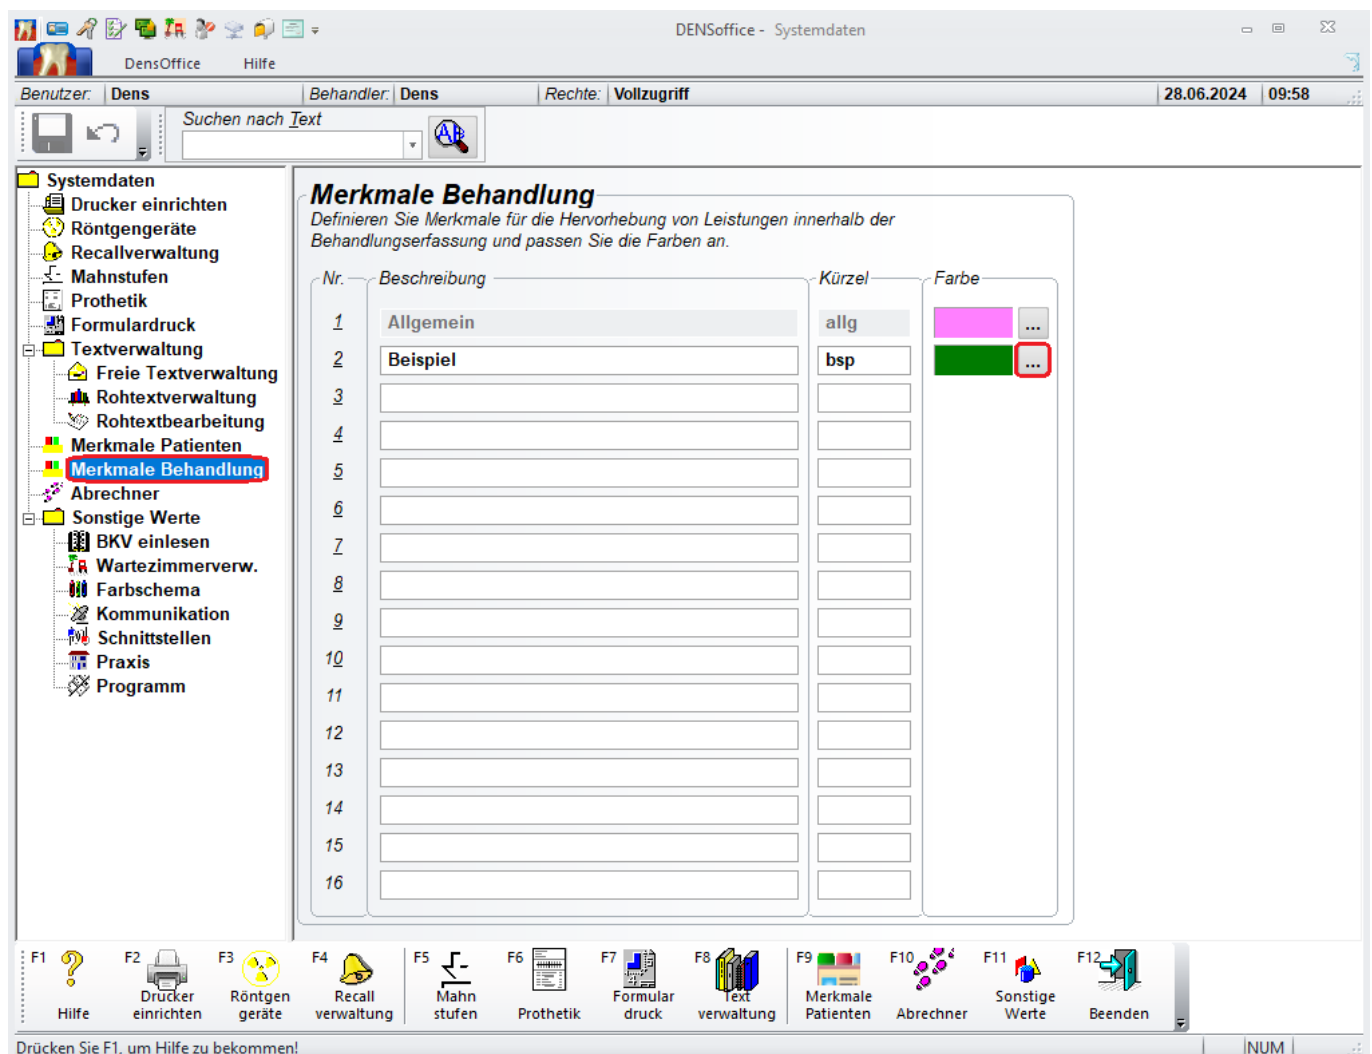 DENSoffice - Systemdaten
DensOffice Hilfe
Benutzer: Dens Behandler: Dens Rechte: Vollzugriff 28.06.2024 09:58
Suchen nach Text
Systemdaten
Drucker einrichten
Röntgengeräte
Recallverwaltung
Mahnstufen
Prothetik
Formulardruck
Textverwaltung
Freie Textverwaltung
Rohtextverwaltung
Rohtextbearbeitung
Merkmale Patienten
Merkmale Behandlung
Abrechner
Sonstige Werte
BKV einlesen
Wartezimmerverw.
Farbschema
Kommunikation
Schnittstellen
Praxis
Programm
Merkmale Behandlung
Definieren Sie Merkmale für die Hervorhebung von Leistungen innerhalb der
Behandlungserfassung und passen Sie die Farben an.
Nr. Beschreibung Kürzel Farbe
1 Allgemein allg ...
2 Beispiel bsp ...
3
4
5
6
7
8
9
10
11
12
13
14
15
16
F1 Hilfe
F2 Drucker einrichten
F3 Röntgen geräte
F4 Recall verwaltung
F5 Mahn stufen
F6 Prothetik
F7 Formular druck
F8 Text verwaltung
F9 Merkmale Patienten
F10 Abrechner
F11 Sonstige Werte
F12 Beenden
Drücken Sie F1, um Hilfe zu bekommen! NUM